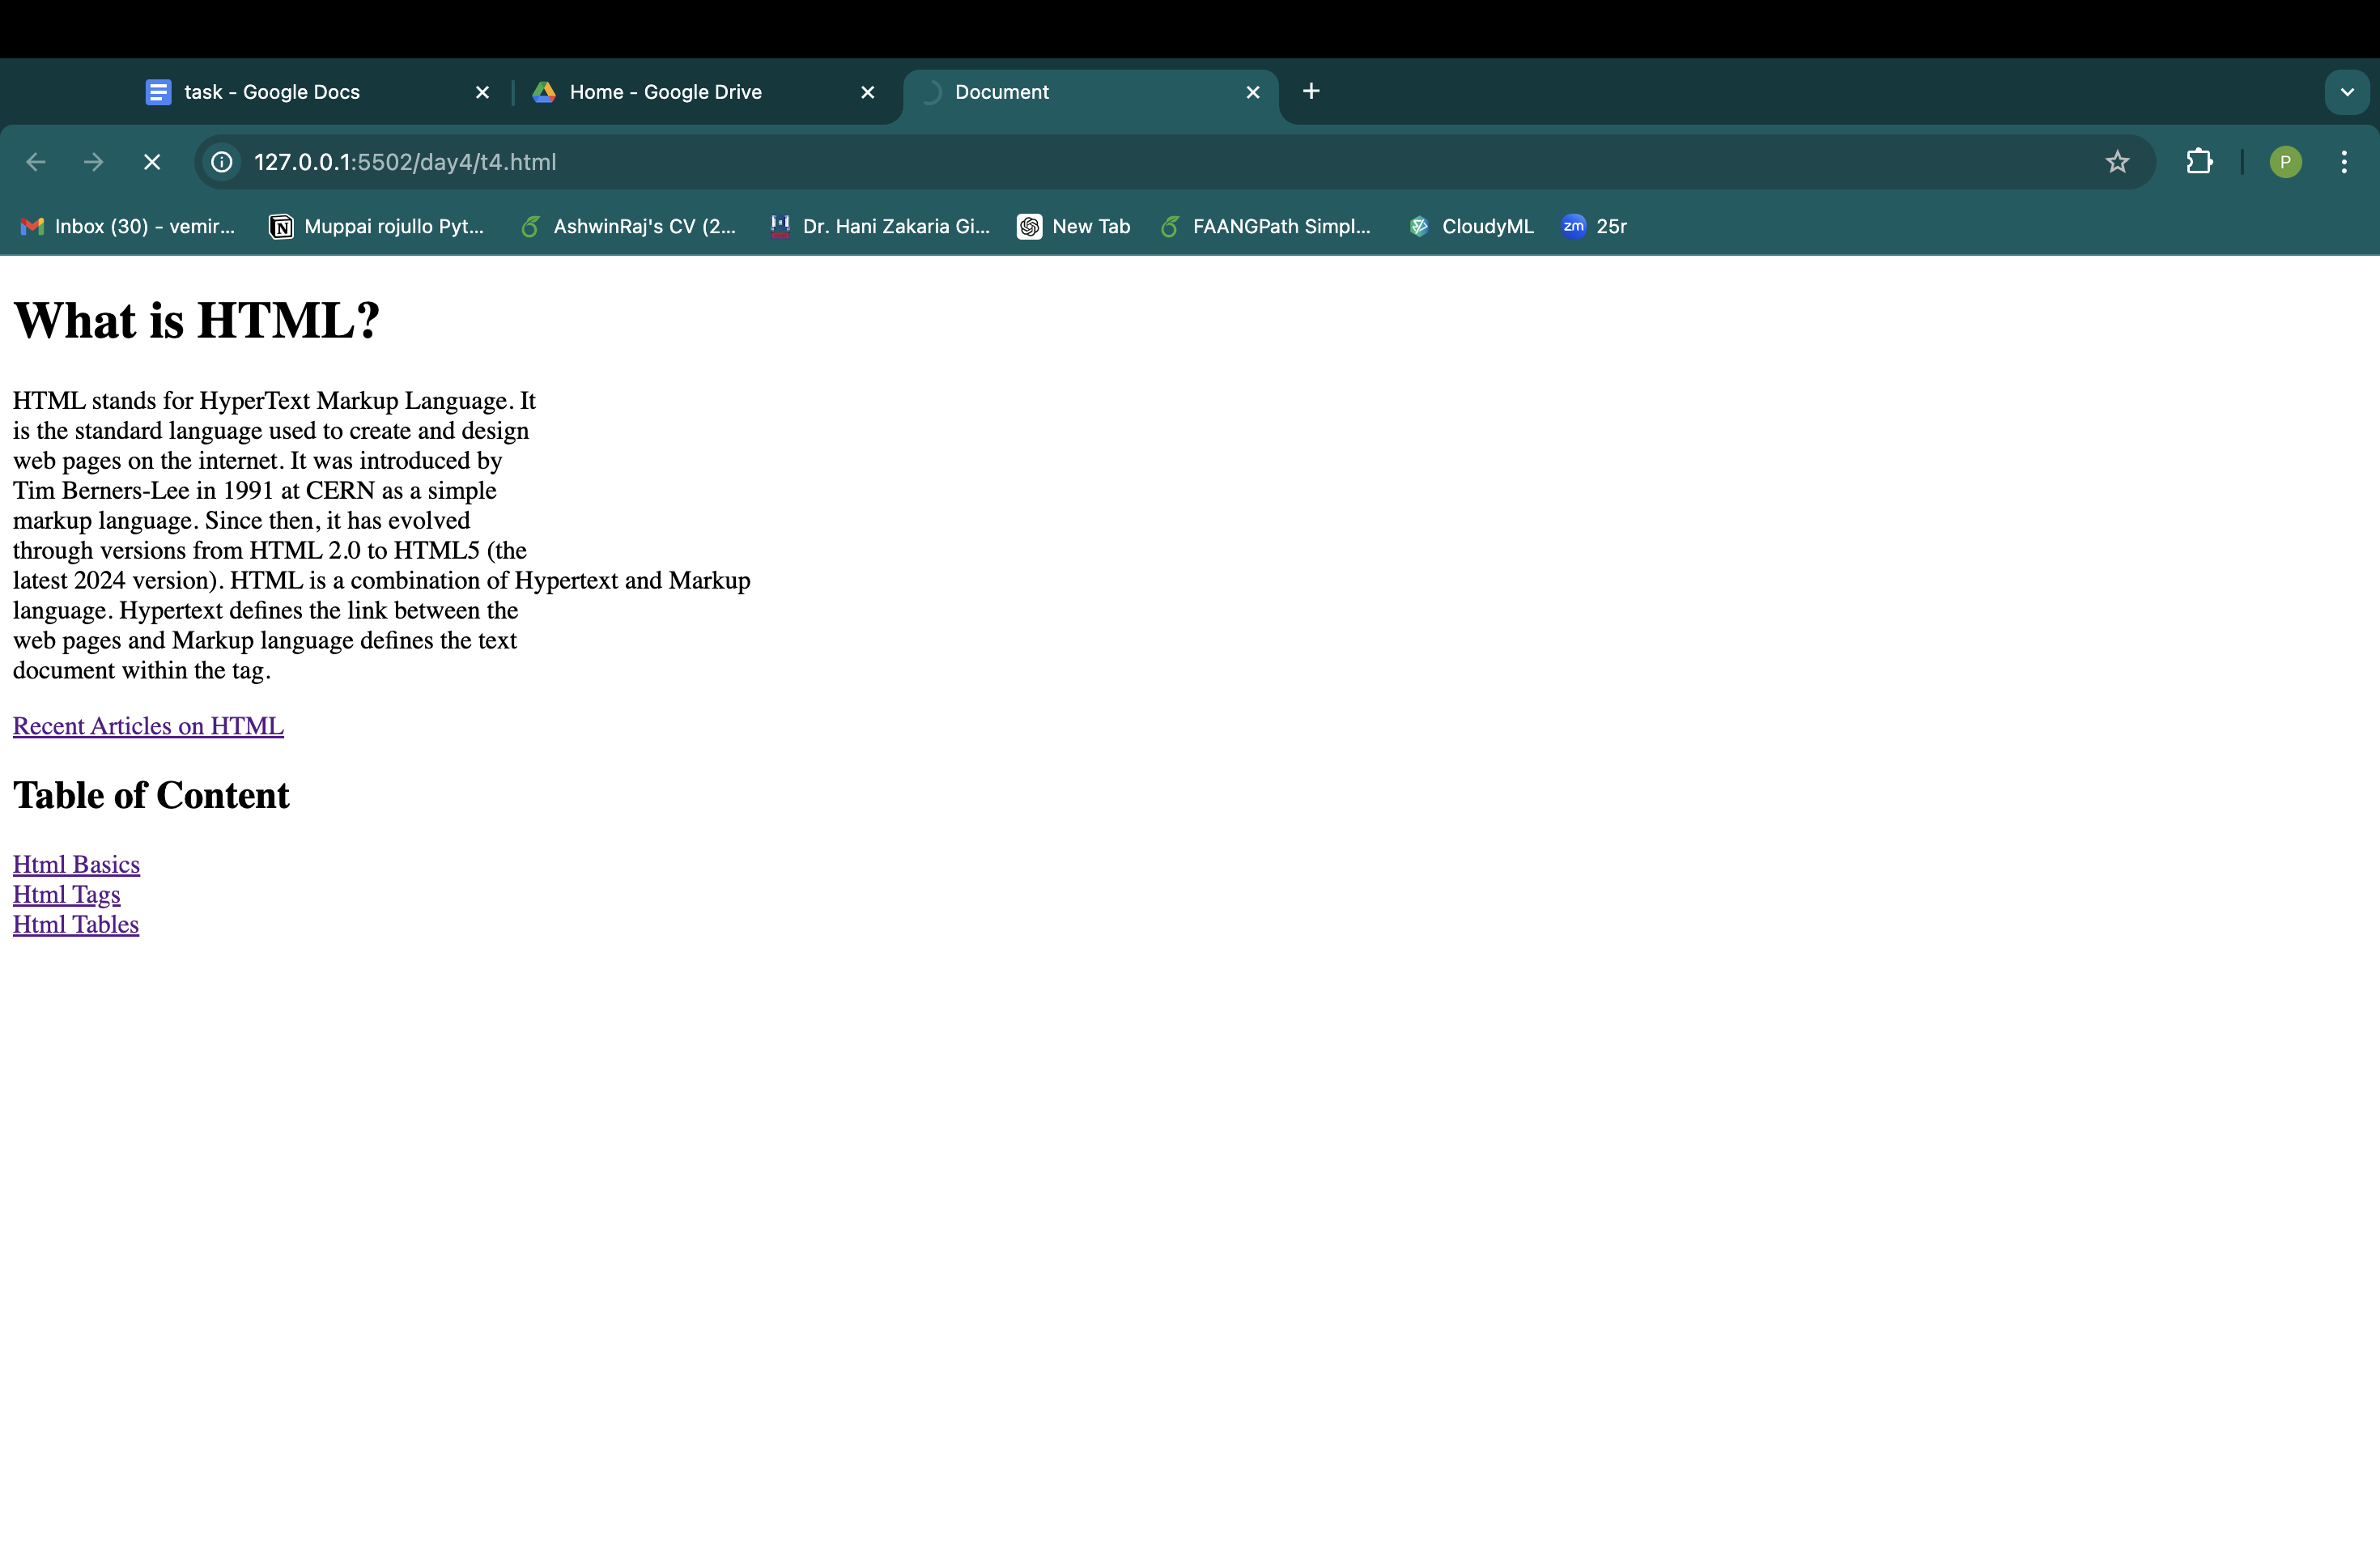 task - Google Docs
Home - Google Drive
Document
127.0.0.1:5502/day4/t4.html
P
Inbox (30) - vemir...
Muppai rojullo Pyt...
AshwinRaj's CV (2...
Dr. Hani Zakaria Gi...
New Tab
FAANGPath Simpl...
CloudyML
zm
25r
What is HTML?
HTML stands for HyperText Markup Language. It
is the standard language used to create and design
web pages on the internet. It was introduced by
Tim Berners-Lee in 1991 at CERN as a simple
markup language. Since then, it has evolved
through versions from HTML 2.0 to HTML5 (the
latest 2024 version). HTML is a combination of Hypertext and Markup
language. Hypertext defines the link between the
web pages and Markup language defines the text
document within the tag.
Recent Articles on HTML
Table of Content
Html Basics
Html Tags
Html Tables